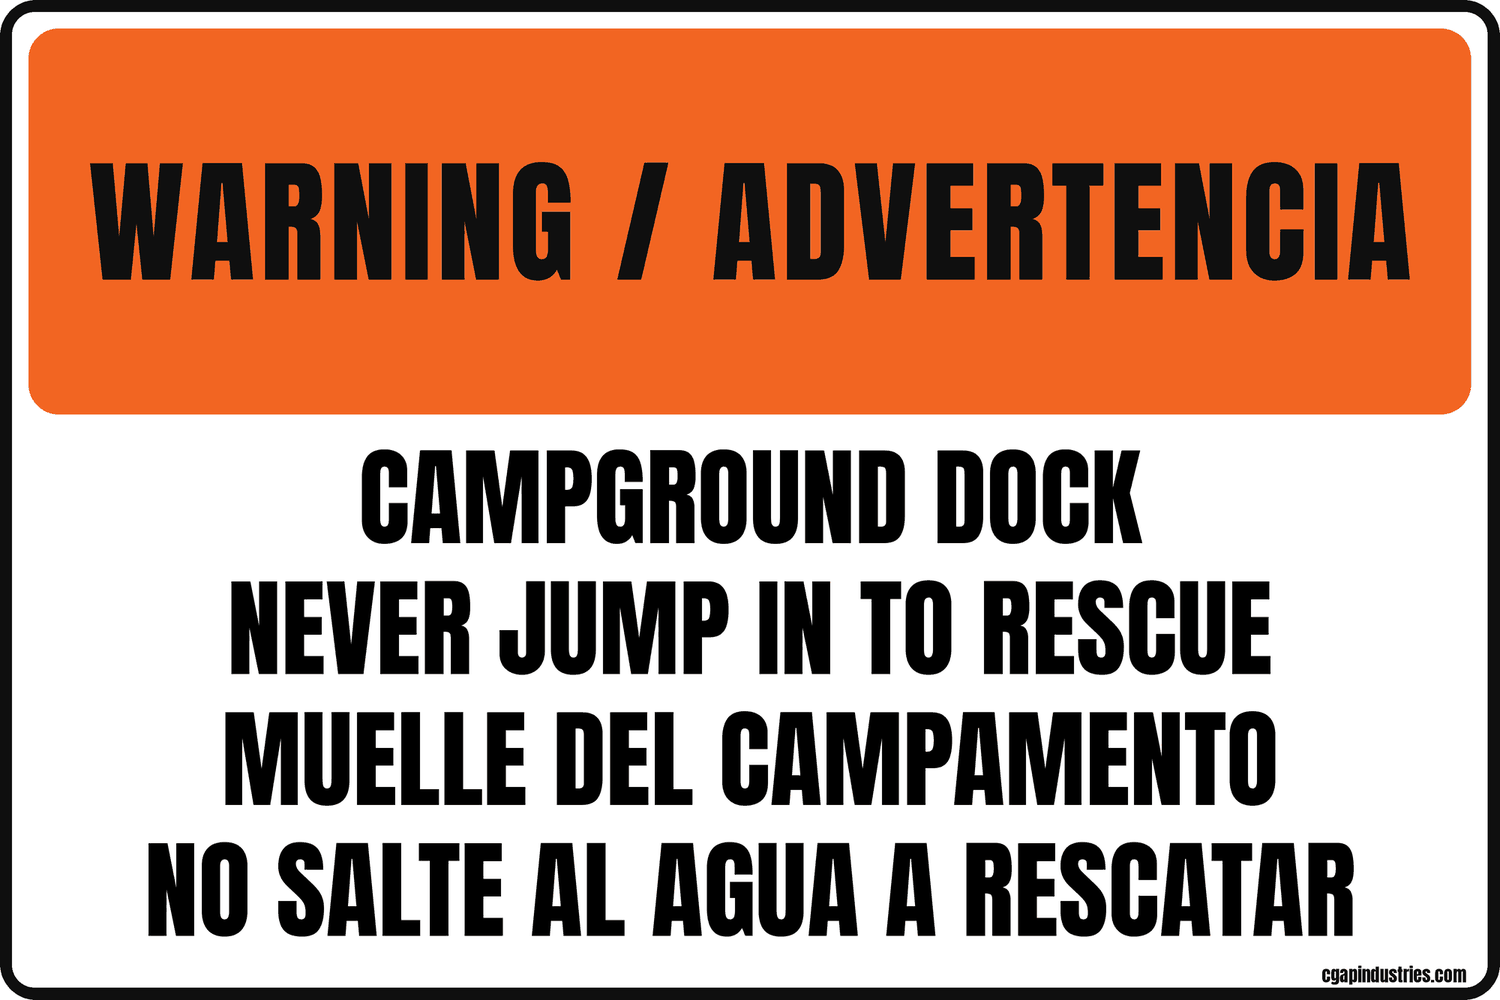 WARNING / ADVERTENCIA
CAMPGROUND DOCK
NEVER JUMP IN TO RESCUE
MUELLE DEL CAMPAMENTO
NO SALTE AL AGUA A RESCATAR
cgapindustries.com